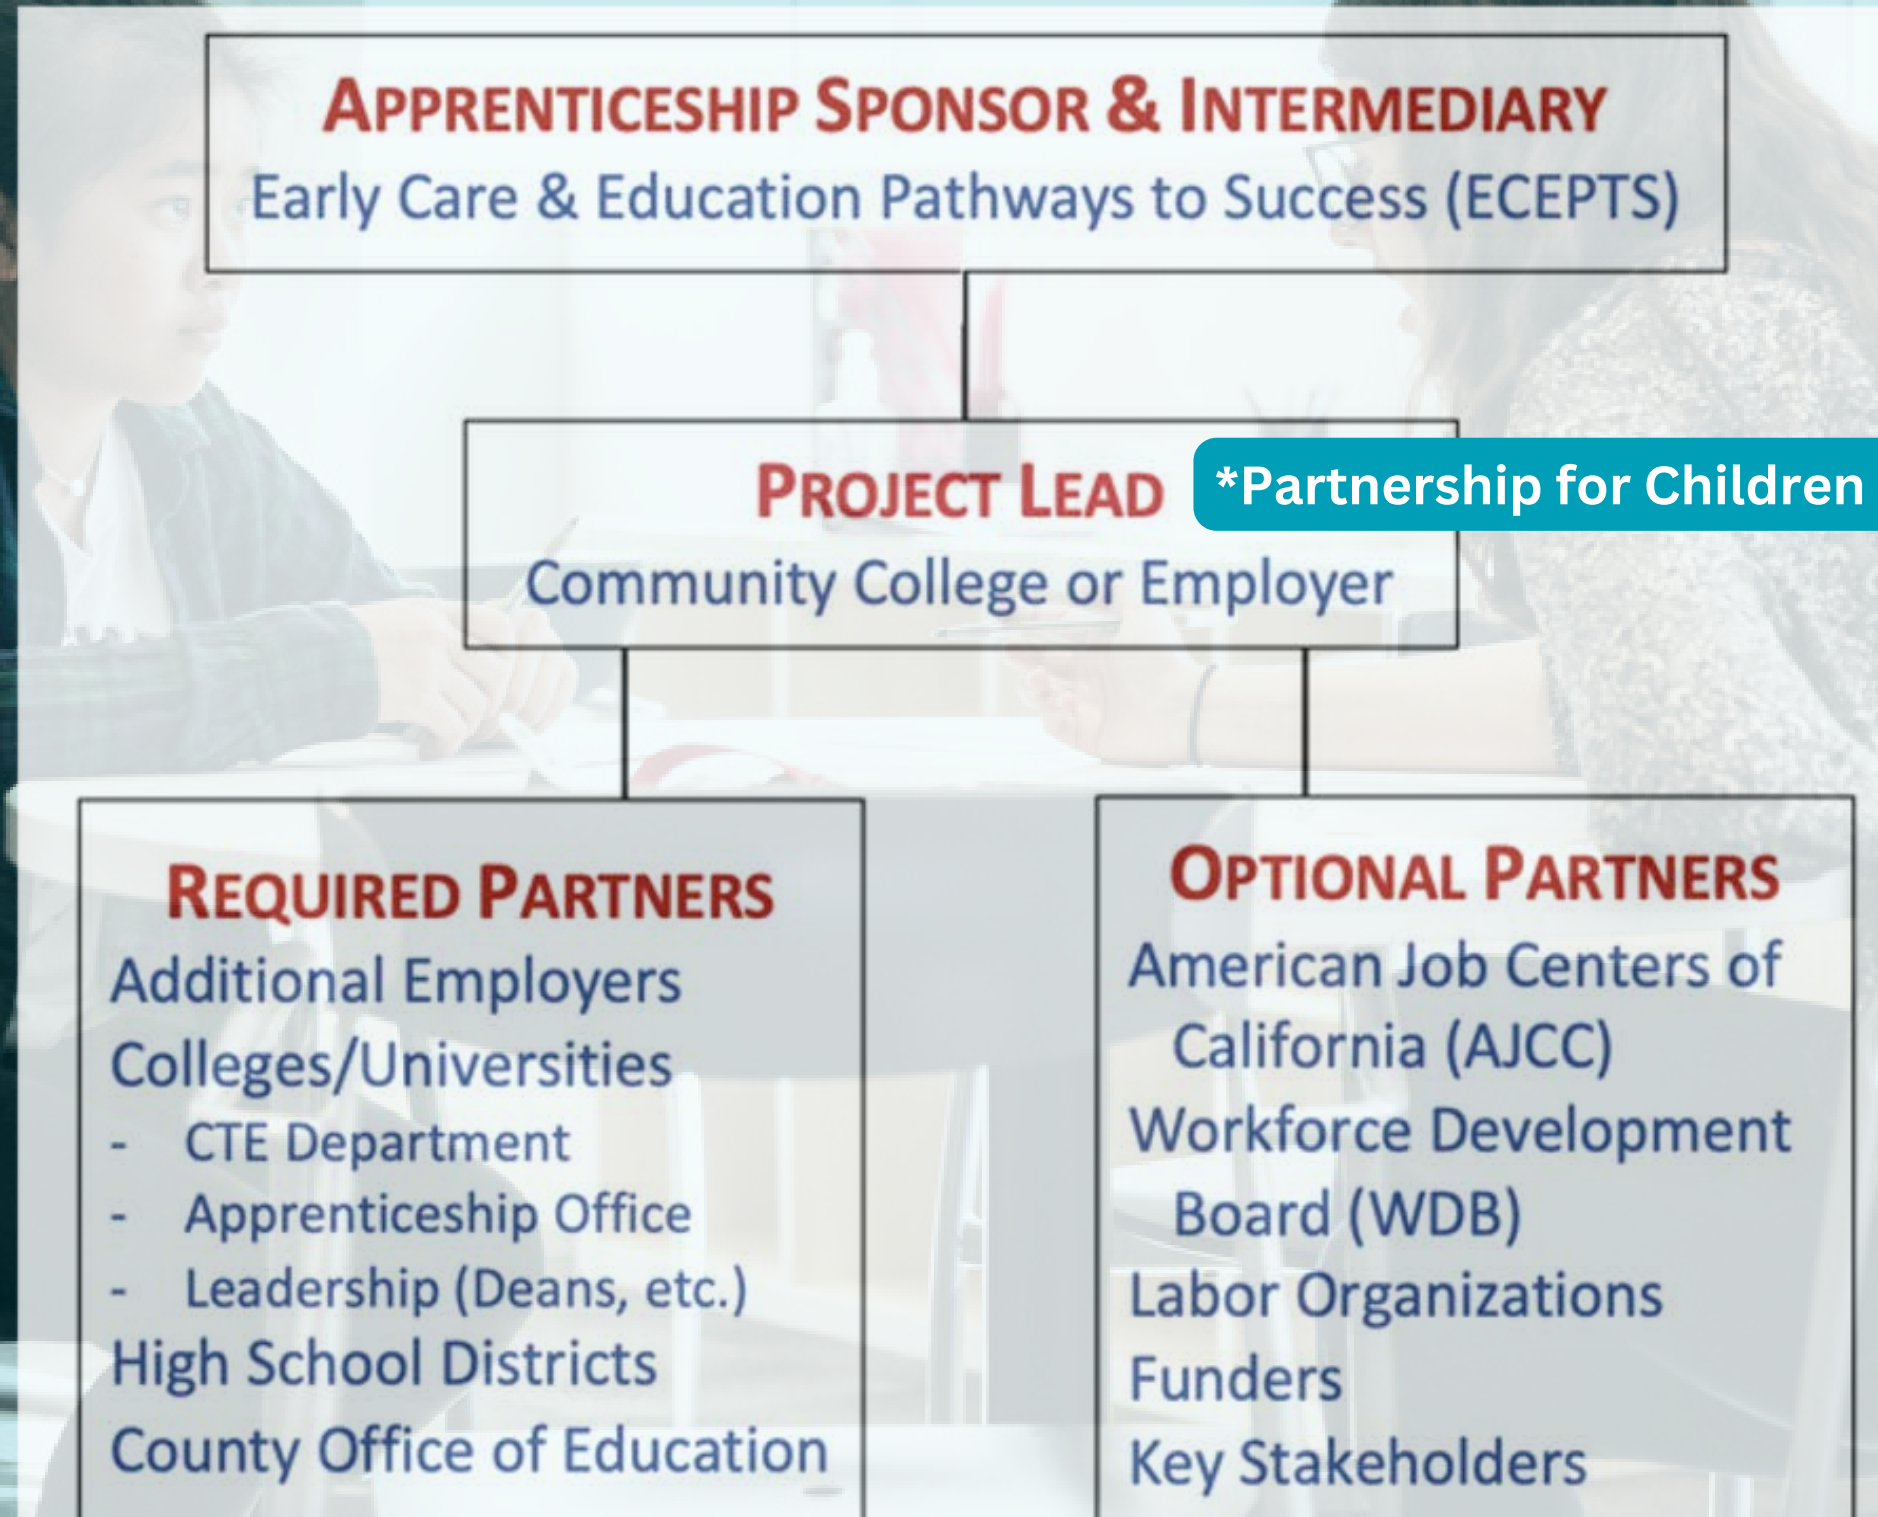 APPRENTICESHIP SPONSOR & INTERMEDIARY
Early Care & Education Pathways to Success (ECEPTS)
PROJECT LEAD
*Partnership for Children
Community College or Employer
REQUIRED PARTNERS
Additional Employers
Colleges/Universities
- CTE Department
- Apprenticeship Office
- Leadership (Deans, etc.)
High School Districts
County Office of Education
OPTIONAL PARTNERS
American Job Centers of
California (AJCC)
Workforce Development
Board (WDB)
Labor Organizations
Funders
Key Stakeholders